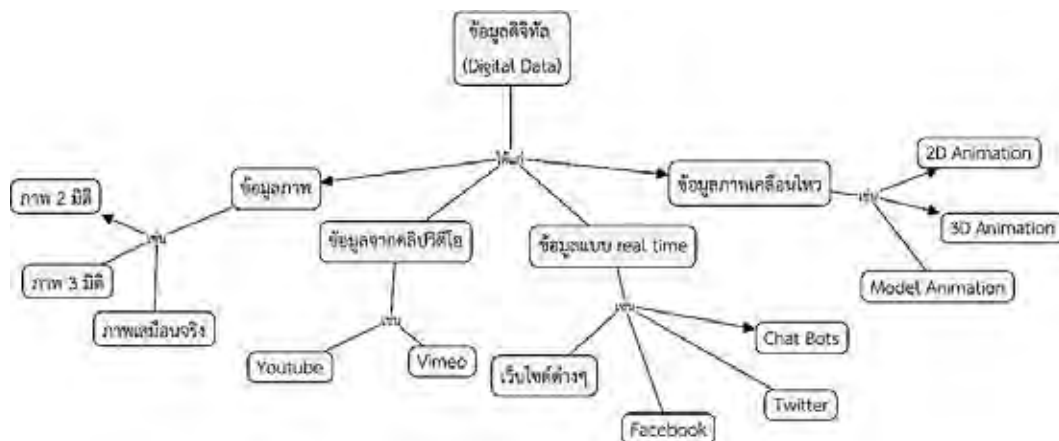 ข้อมูลดิจิทัล
(Digital Data)
ได้แก่
ข้อมูลภาพ
เช่น
ภาพ 2 มิติ
ภาพ 3 มิติ
ภาพเสมือนจริง
ข้อมูลจากคลิปวิดีโอ
เช่น
Youtube
Vimeo
ข้อมูลแบบ real time
เช่น
เว็บไซต์ต่างๆ
Facebook
Twitter
Chat Bots
ข้อมูลภาพเคลื่อนไหว
เช่น
2D Animation
3D Animation
Model Animation